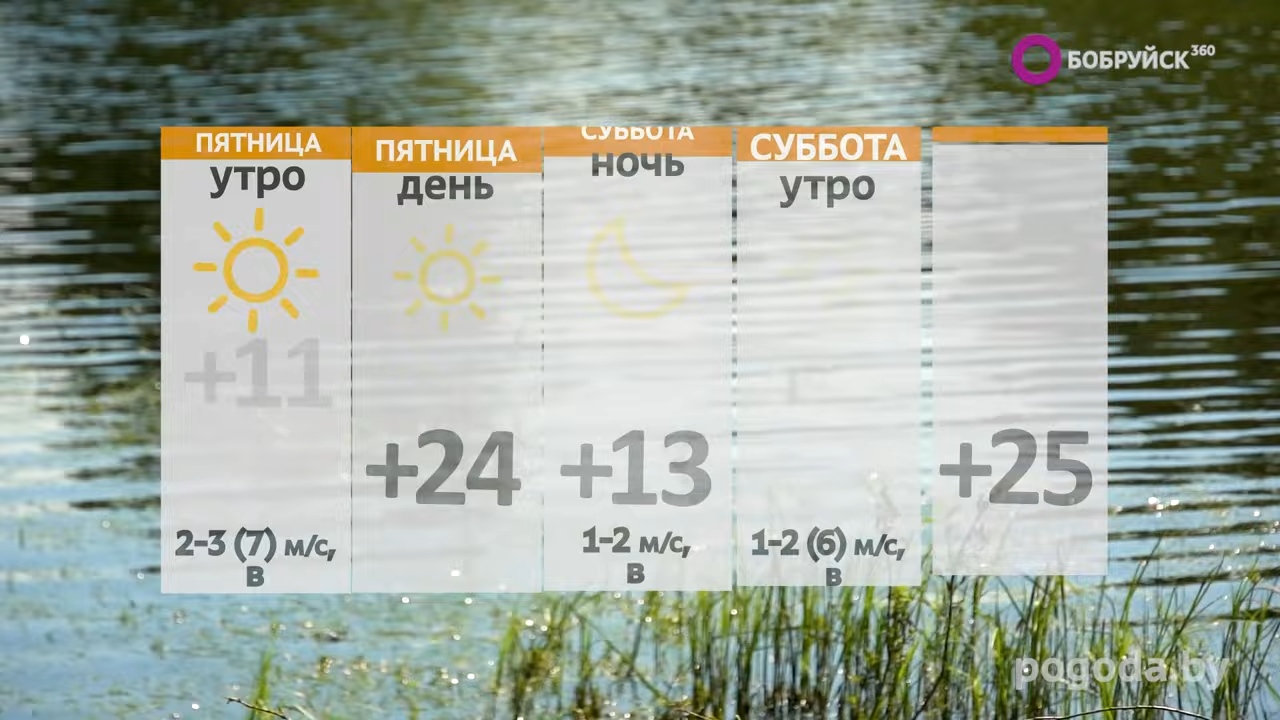 БОБРУЙСК360
ПЯТНИЦА
утро
+11
2-3 (7) м/с,
В
ПЯТНИЦА
день
+24
СУББОТА
ночь
+13
1-2 м/с,
В
СУББОТА
утро
1-2 (6) м/с,
В
+25
pogoda.by